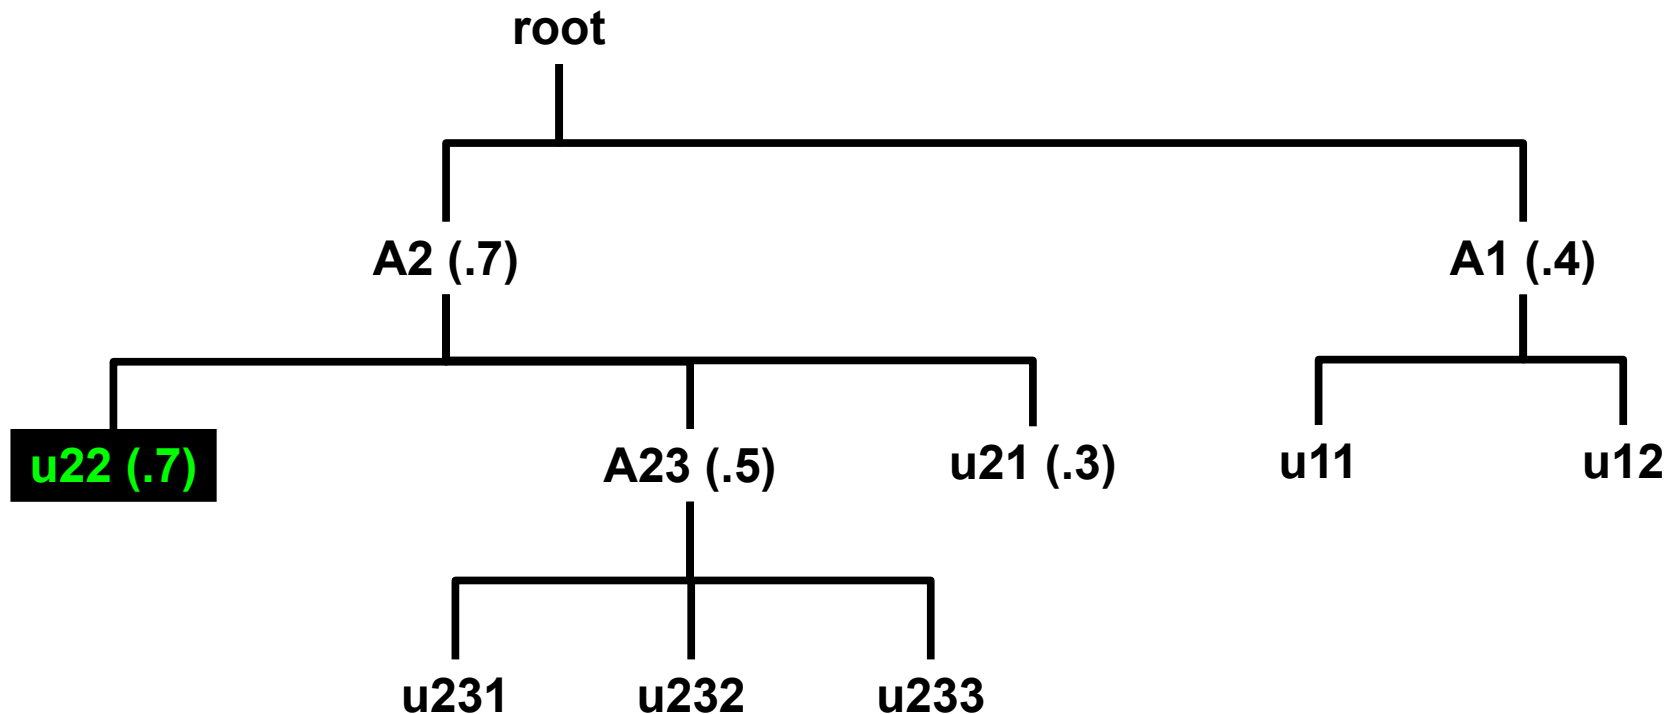 root
A2 (.7)
A1 (.4)
u22 (.7)
A23 (.5)
u21 (.3)
u11
u12
u231
u232
u233